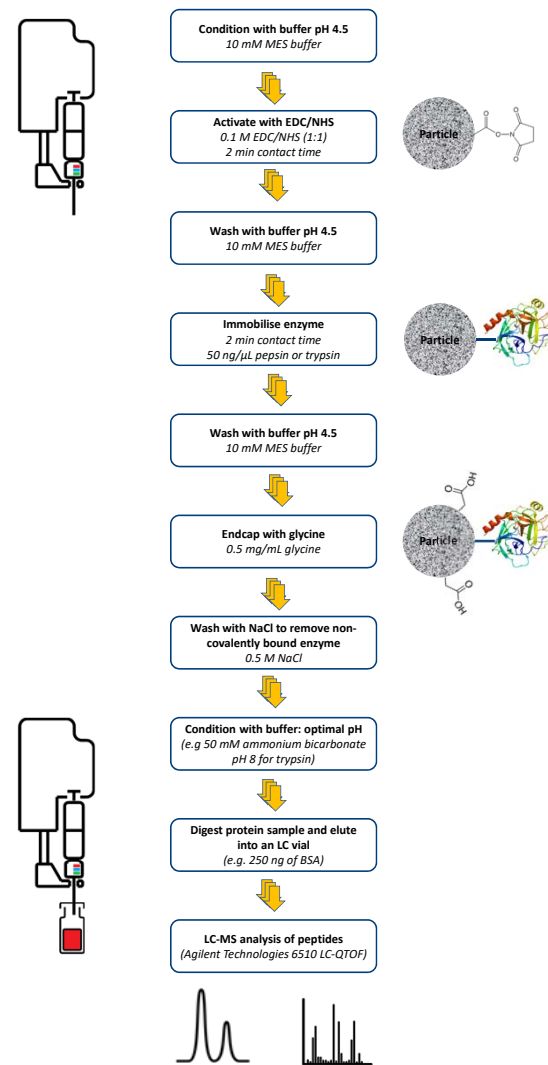 Condition with buffer pH 4.5
10 mM MES buffer
Activate with EDC/NHS
0.1 M EDC/NHS (1:1)
2 min contact time
Particle
O
O
N
O
O
Wash with buffer pH 4.5
10 mM MES buffer
Immobilise enzyme
2 min contact time
50 ng/µL pepsin or trypsin
Particle
Wash with buffer pH 4.5
10 mM MES buffer
OH
O
Endcap with glycine
0.5 mg/mL glycine
Particle
O
OH
Wash with NaCl to remove non-
covalently bound enzyme
0.5 M NaCl
Condition with buffer: optimal pH
(e.g 50 mM ammonium bicarbonate
pH 8 for trypsin)
Digest protein sample and elute
into an LC vial
(e.g. 250 ng of BSA)
LC-MS analysis of peptides
(Agilent Technologies 6510 LC-QTOF)